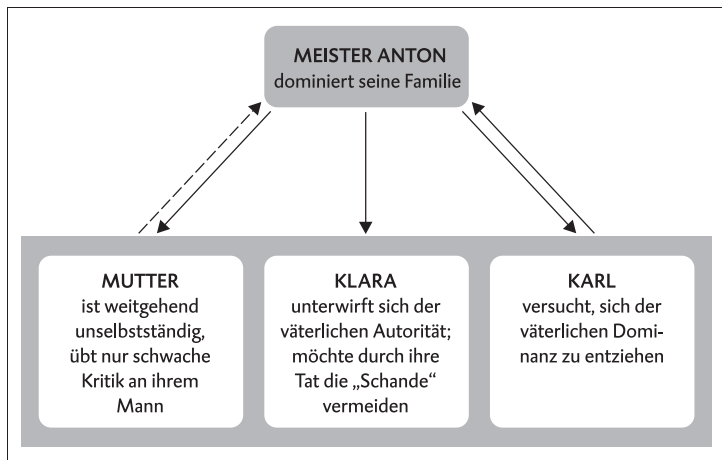 MEISTER ANTON
dominiert seine Familie
MUTTER
ist weitgehend
unselbstständig,
übt nur schwache
Kritik an ihrem
Mann
KLARA
unterwirft sich der
väterlichen Autorität;
möchte durch ihre
Tat die „Schande“
vermeiden
KARL
versucht, sich der
väterlichen Domi-
nanz zu entziehen